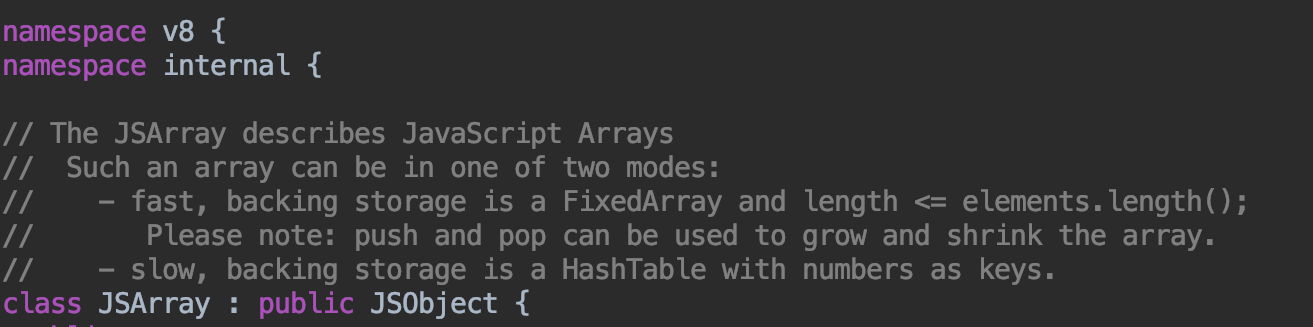 namespace v8 {
namespace internal {
// The JSArray describes JavaScript Arrays
//  Such an array can be in one of two modes:
//    - fast, backing storage is a FixedArray and length <= elements.length();
//       Please note: push and pop can be used to grow and shrink the array.
//    - slow, backing storage is a HashTable with numbers as keys.
class JSArray : public JSObject {